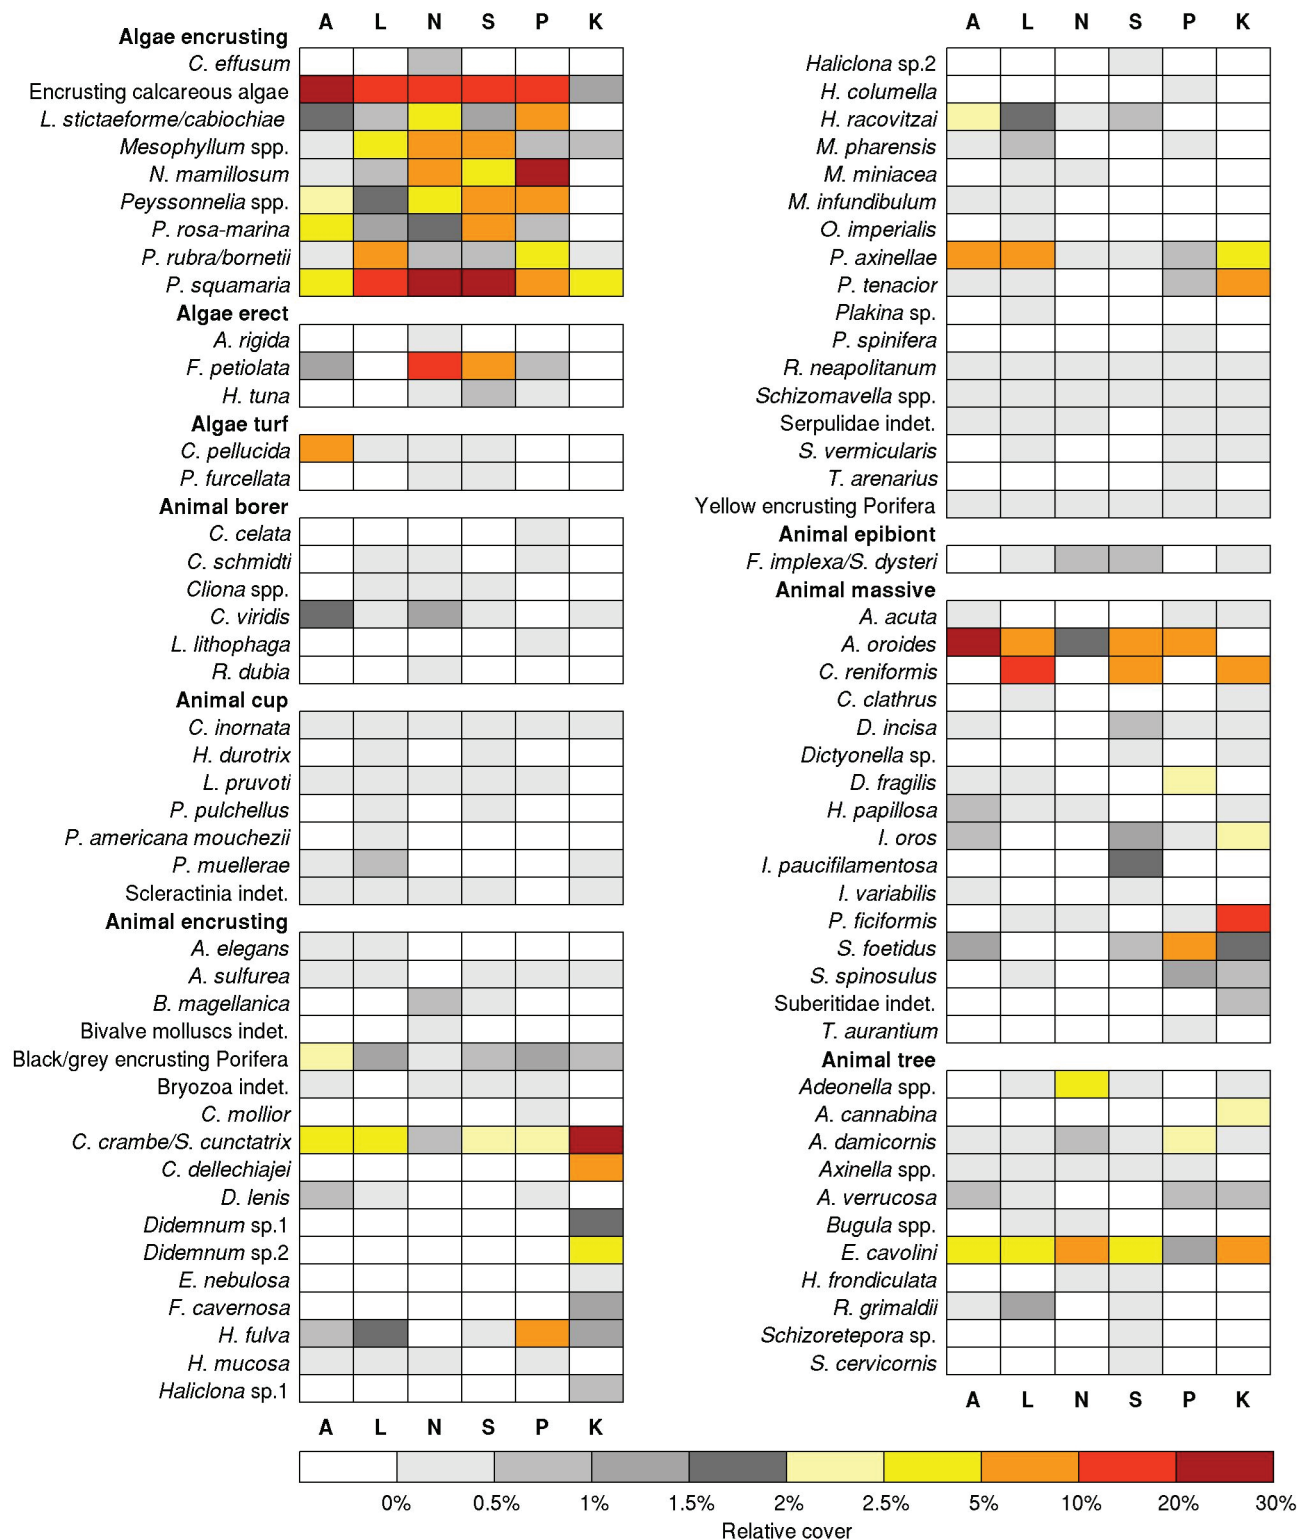 A L N S P K
Algae encrusting
C. effusum
Encrusting calcareous algae
L. stictaeforme/cabiochiae
Mesophyllum spp.
N. mamillosum
Peyssonnelia spp.
P. rosa-marina
P. rubra/bornetii
P. squamaria
Algae erect
A. rigida
F. petiolata
H. tuna
Algae turf
C. pellucida
P. furcellata
Animal borer
C. celata
C. schmidti
Cliona spp.
C. viridis
L. lithophaga
R. dubia
Animal cup
C. inornata
H. durotrix
L. pruvoti
P. pulchellus
P. americana mouchezii
P. muellerae
Scleractinia indet.
Animal encrusting
A. elegans
A. sulfurea
B. magellanica
Bivalve molluscs indet.
Black/grey encrusting Porifera
Bryozoa indet.
C. mollior
C. crambe/S. cunctatrix
C. dellechiajei
D. lenis
Didemnum sp.1
Didemnum sp.2
E. nebulosa
F. cavernosa
H. fulva
H. mucosa
Haliclona sp.1
A L N S P K
A L N S P K
Haliclona sp.2
H. columella
H. racovitzai
M. pharensis
M. miniacea
M. infundibulum
O. imperialis
P. axinellae
P. tenacior
Plakina sp.
P. spinifera
R. neapolitanum
Schizomavella spp.
Serpulidae indet.
S. vermicularis
T. arenarius
Yellow encrusting Porifera
Animal epibiont
F. implexa/S. dysteri
Animal massive
A. acuta
A. oroides
C. reniformis
C. clathrus
D. incisa
Dictyonella sp.
D. fragilis
H. papillosa
I. oros
I. paucifilamentosa
I. variabilis
P. ficiformis
S. foetidus
S. spinosulus
Suberitidae indet.
T. aurantium
Animal tree
Adeonella spp.
A. cannabina
A. damicornis
Axinella spp.
A. verrucosa
Bugula spp.
E. cavolini
H. frondiculata
R. grimaldii
Schizoretepora sp.
S. cervicornis
A L N S P K
0% 0.5% 1% 1.5% 2% 2.5% 5% 10% 20% 30%
Relative cover